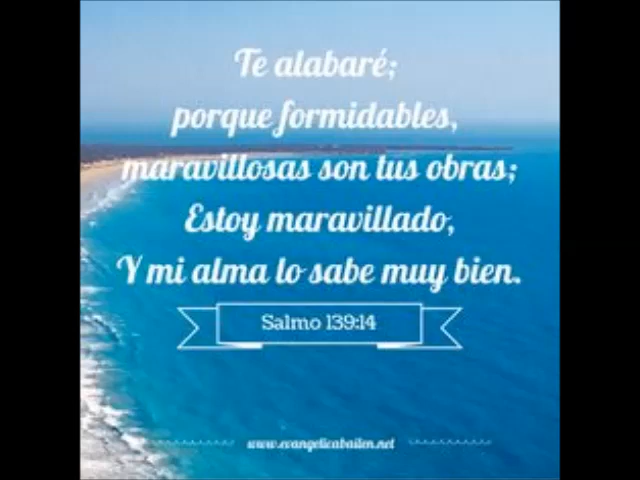 Te alabaré;
porque formidables,
maravillosas son tus obras;
Estoy maravillado,
Y mi alma lo sabe muy bien.
Salmo 139:14
www.evangelicabailen.net